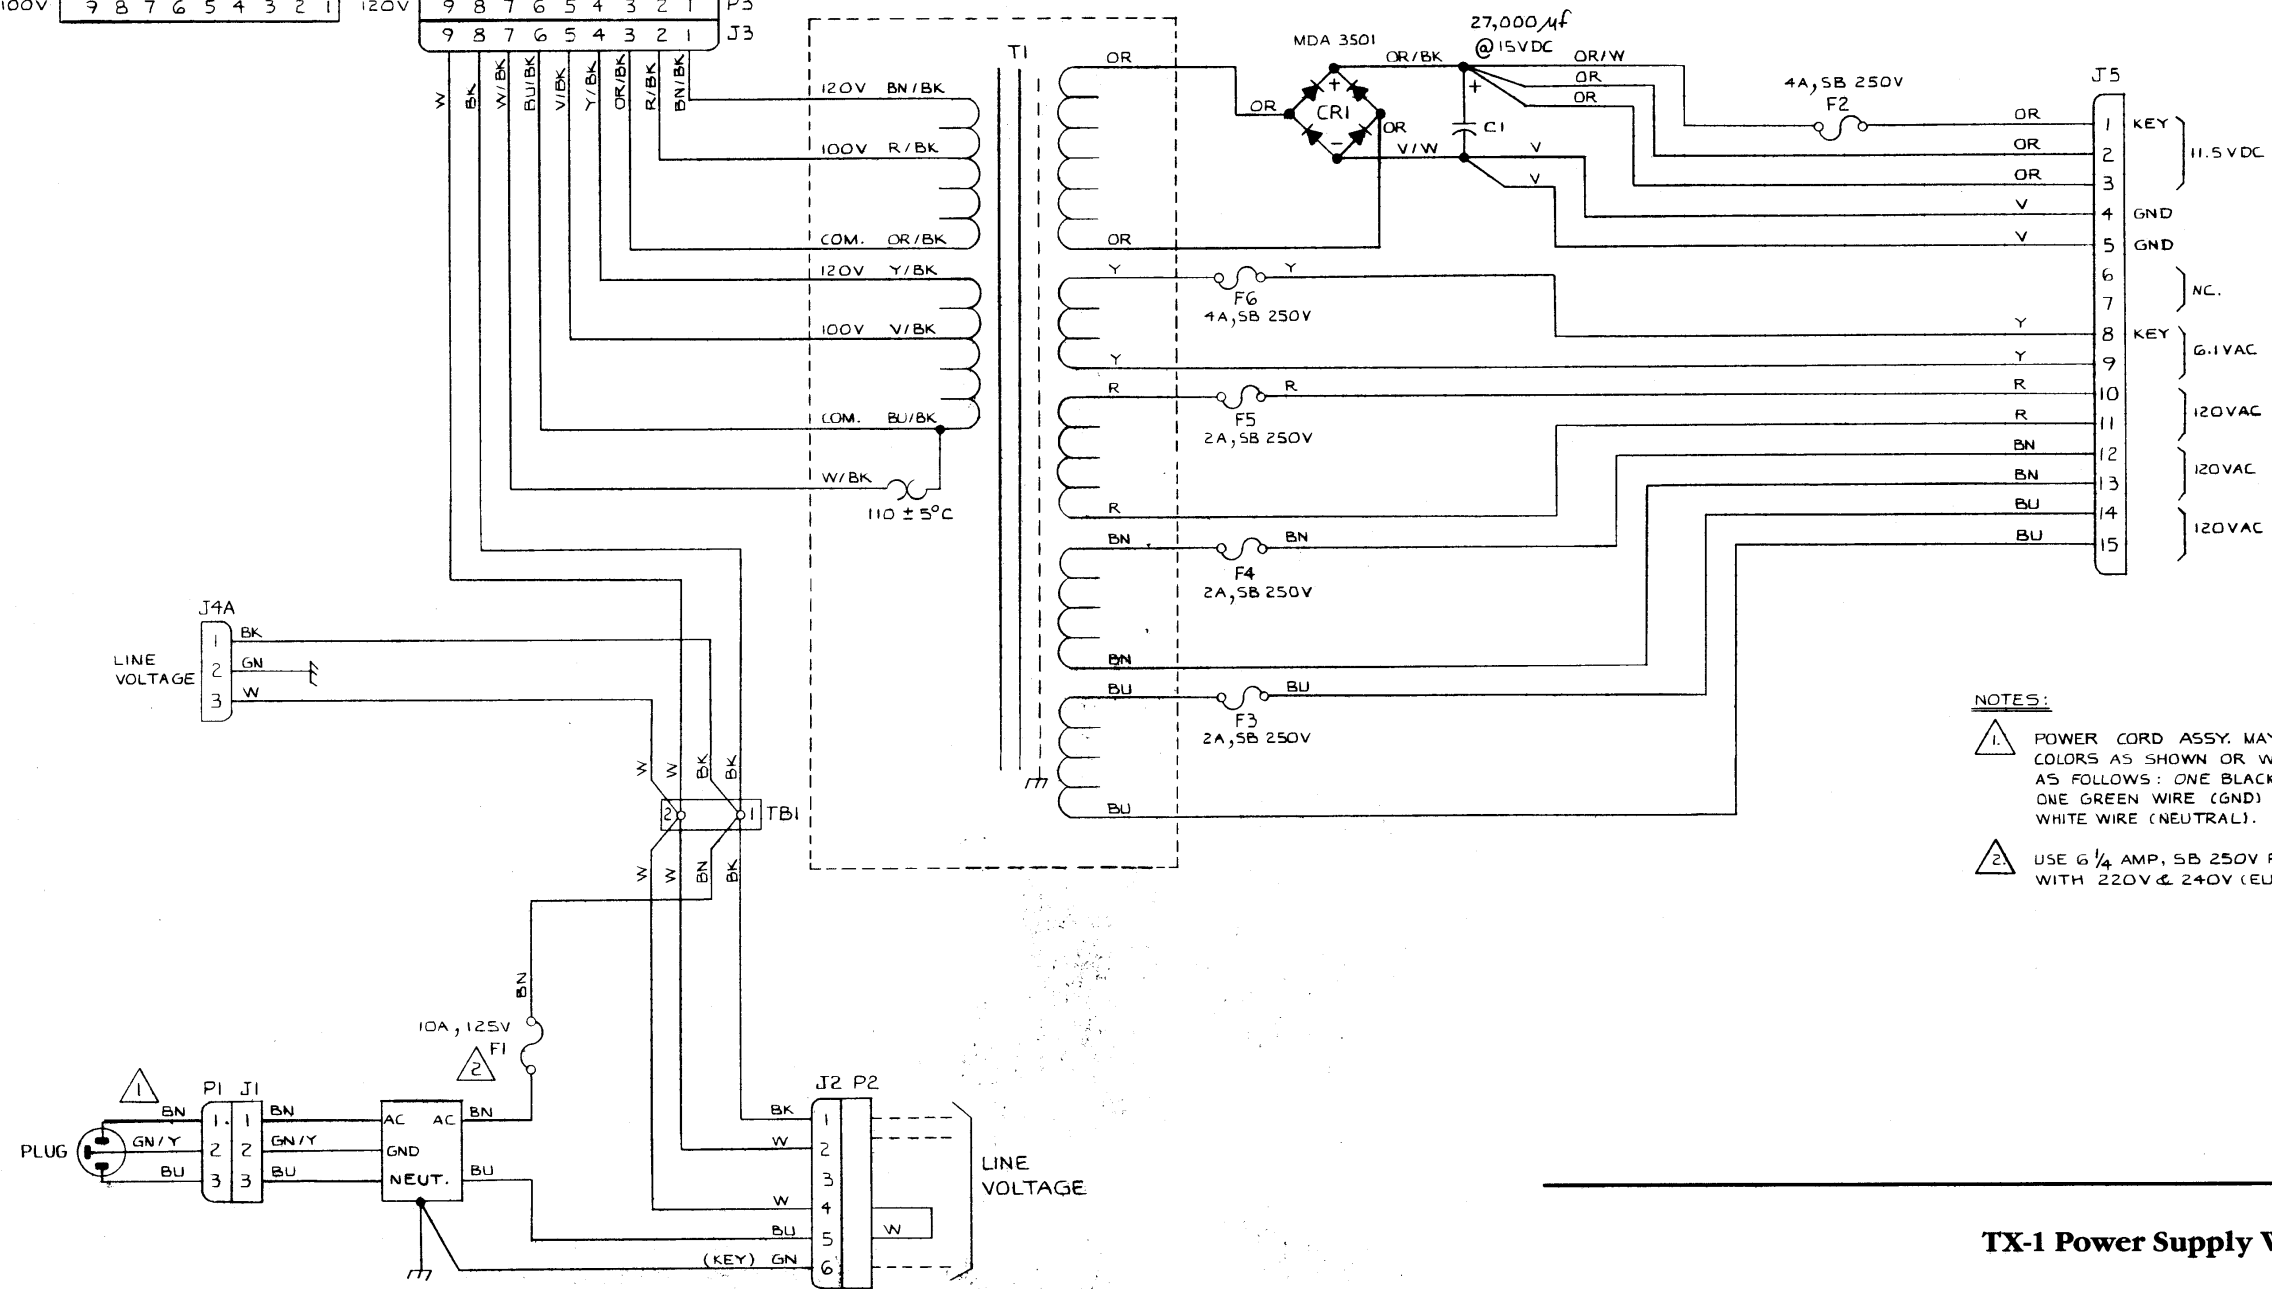 100V 9 8 7 6 5 4 3 2 1
120V 9 8 7 6 5 4 3 2 1 P3
9 8 7 6 5 4 3 2 1 J3
W
BK
W/BK
BU/BK
V/BK
Y/BK
OR/BK
R/BK
BN/BK
120V BN/BK
100V R/BK
COM. OR/BK
120V Y/BK
100V V/BK
COM. BU/BK
W/BK
110 ± 5°C
T1
OR
OR
OR
MDA 3501
+
CR1
-
OR
OR/BK
V/W
27,000 µf
@ 15VDC
+
C1
OR/W
OR
OR
V
V
4A, SB 250V
F2
J5
OR 1 KEY
OR 2 11.5VDC
OR 3
V 4 GND
V 5 GND
6
7 NC.
Y 8 KEY
Y 9 6.1VAC
R 10
R 11 120VAC
BN 12
BN 13 120VAC
BU 14
BU 15 120VAC
Y Y
F6
4A, SB 250V
Y
R R
F5
2A, SB 250V
R
BN BN
F4
2A, SB 250V
BN
BU BU
F3
2A, SB 250V
BU
J4A
LINE
VOLTAGE
1 BK
2 GN
3 W
W W BK BK
2 1 TB1
W W BN BK
BN
10A, 125V
F1
2
1
PLUG
P1 J1
BN 1. 1 BN AC AC BN
GN/Y 2 2 GN/Y GND
BU 3 3 BU NEUT. BU
J2 P2
BK 1
W 2
3
W 4
BU 5 W
(KEY) GN 6
LINE
VOLTAGE
NOTES:
1. POWER CORD ASSY. MAY
COLORS AS SHOWN OR W
AS FOLLOWS: ONE BLACK
ONE GREEN WIRE (GND)
WHITE WIRE (NEUTRAL).
2. USE 6 1/4 AMP, SB 250V F
WITH 220V & 240V (EU
TX-1 Power Supply W